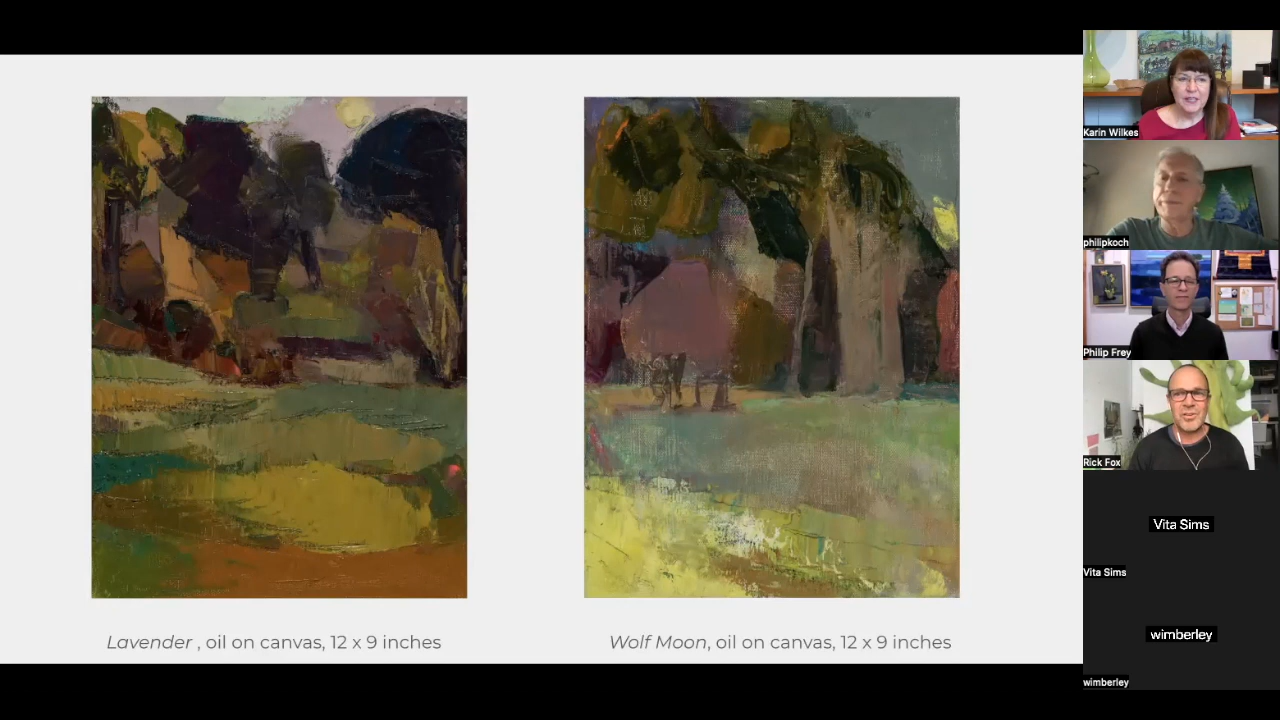 Lavender , oil on canvas, 12 x 9 inches
Wolf Moon, oil on canvas, 12 x 9 inches
Karin Wilkes
philipkoch
Philip Frey
Rick Fox
Vita Sims
Vita Sims
wimberley
wimberley